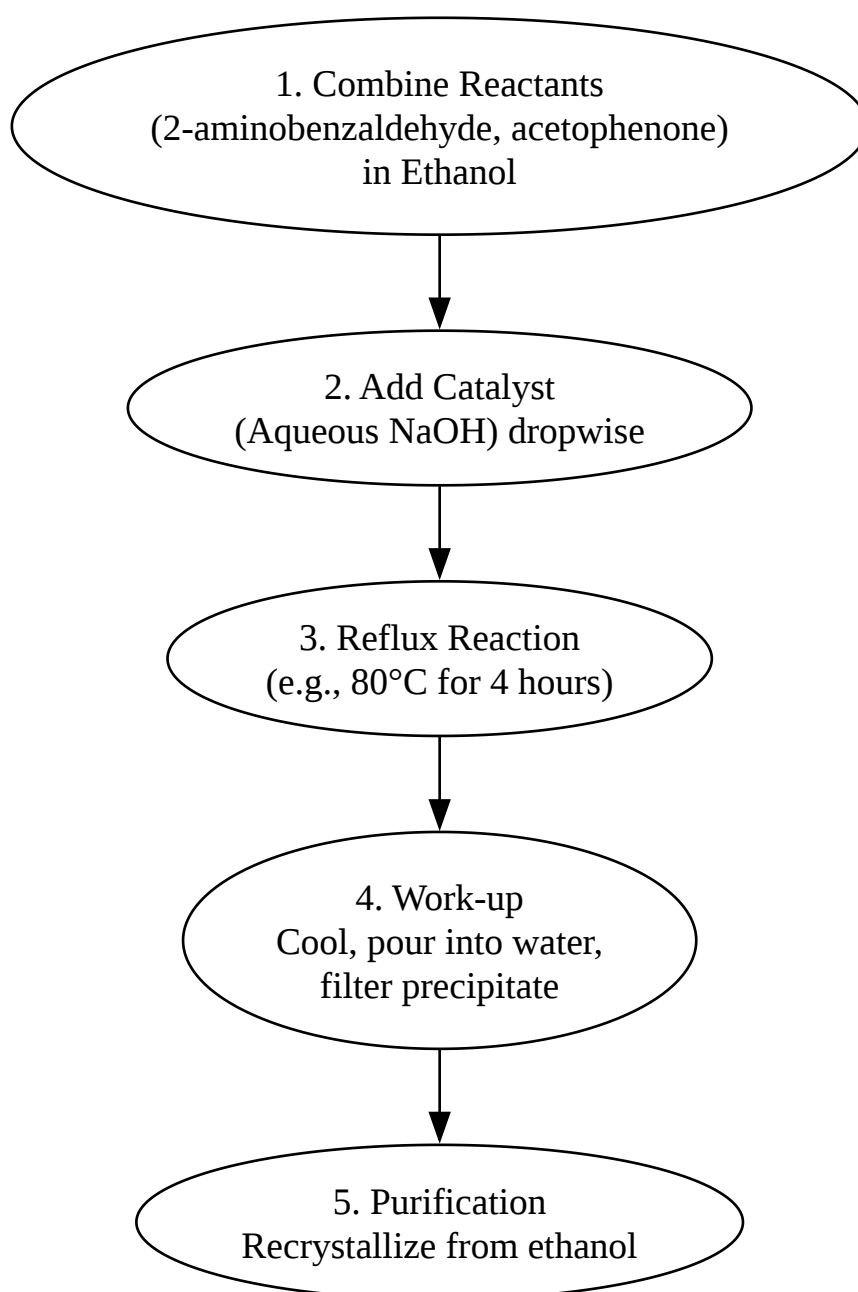 1. Combine Reactants
(2-aminobenzaldehyde, acetophenone)
in Ethanol
2. Add Catalyst
(Aqueous NaOH) dropwise
3. Reflux Reaction
(e.g., 80°C for 4 hours)
4. Work-up
Cool, pour into water,
filter precipitate
5. Purification
Recrystallize from ethanol